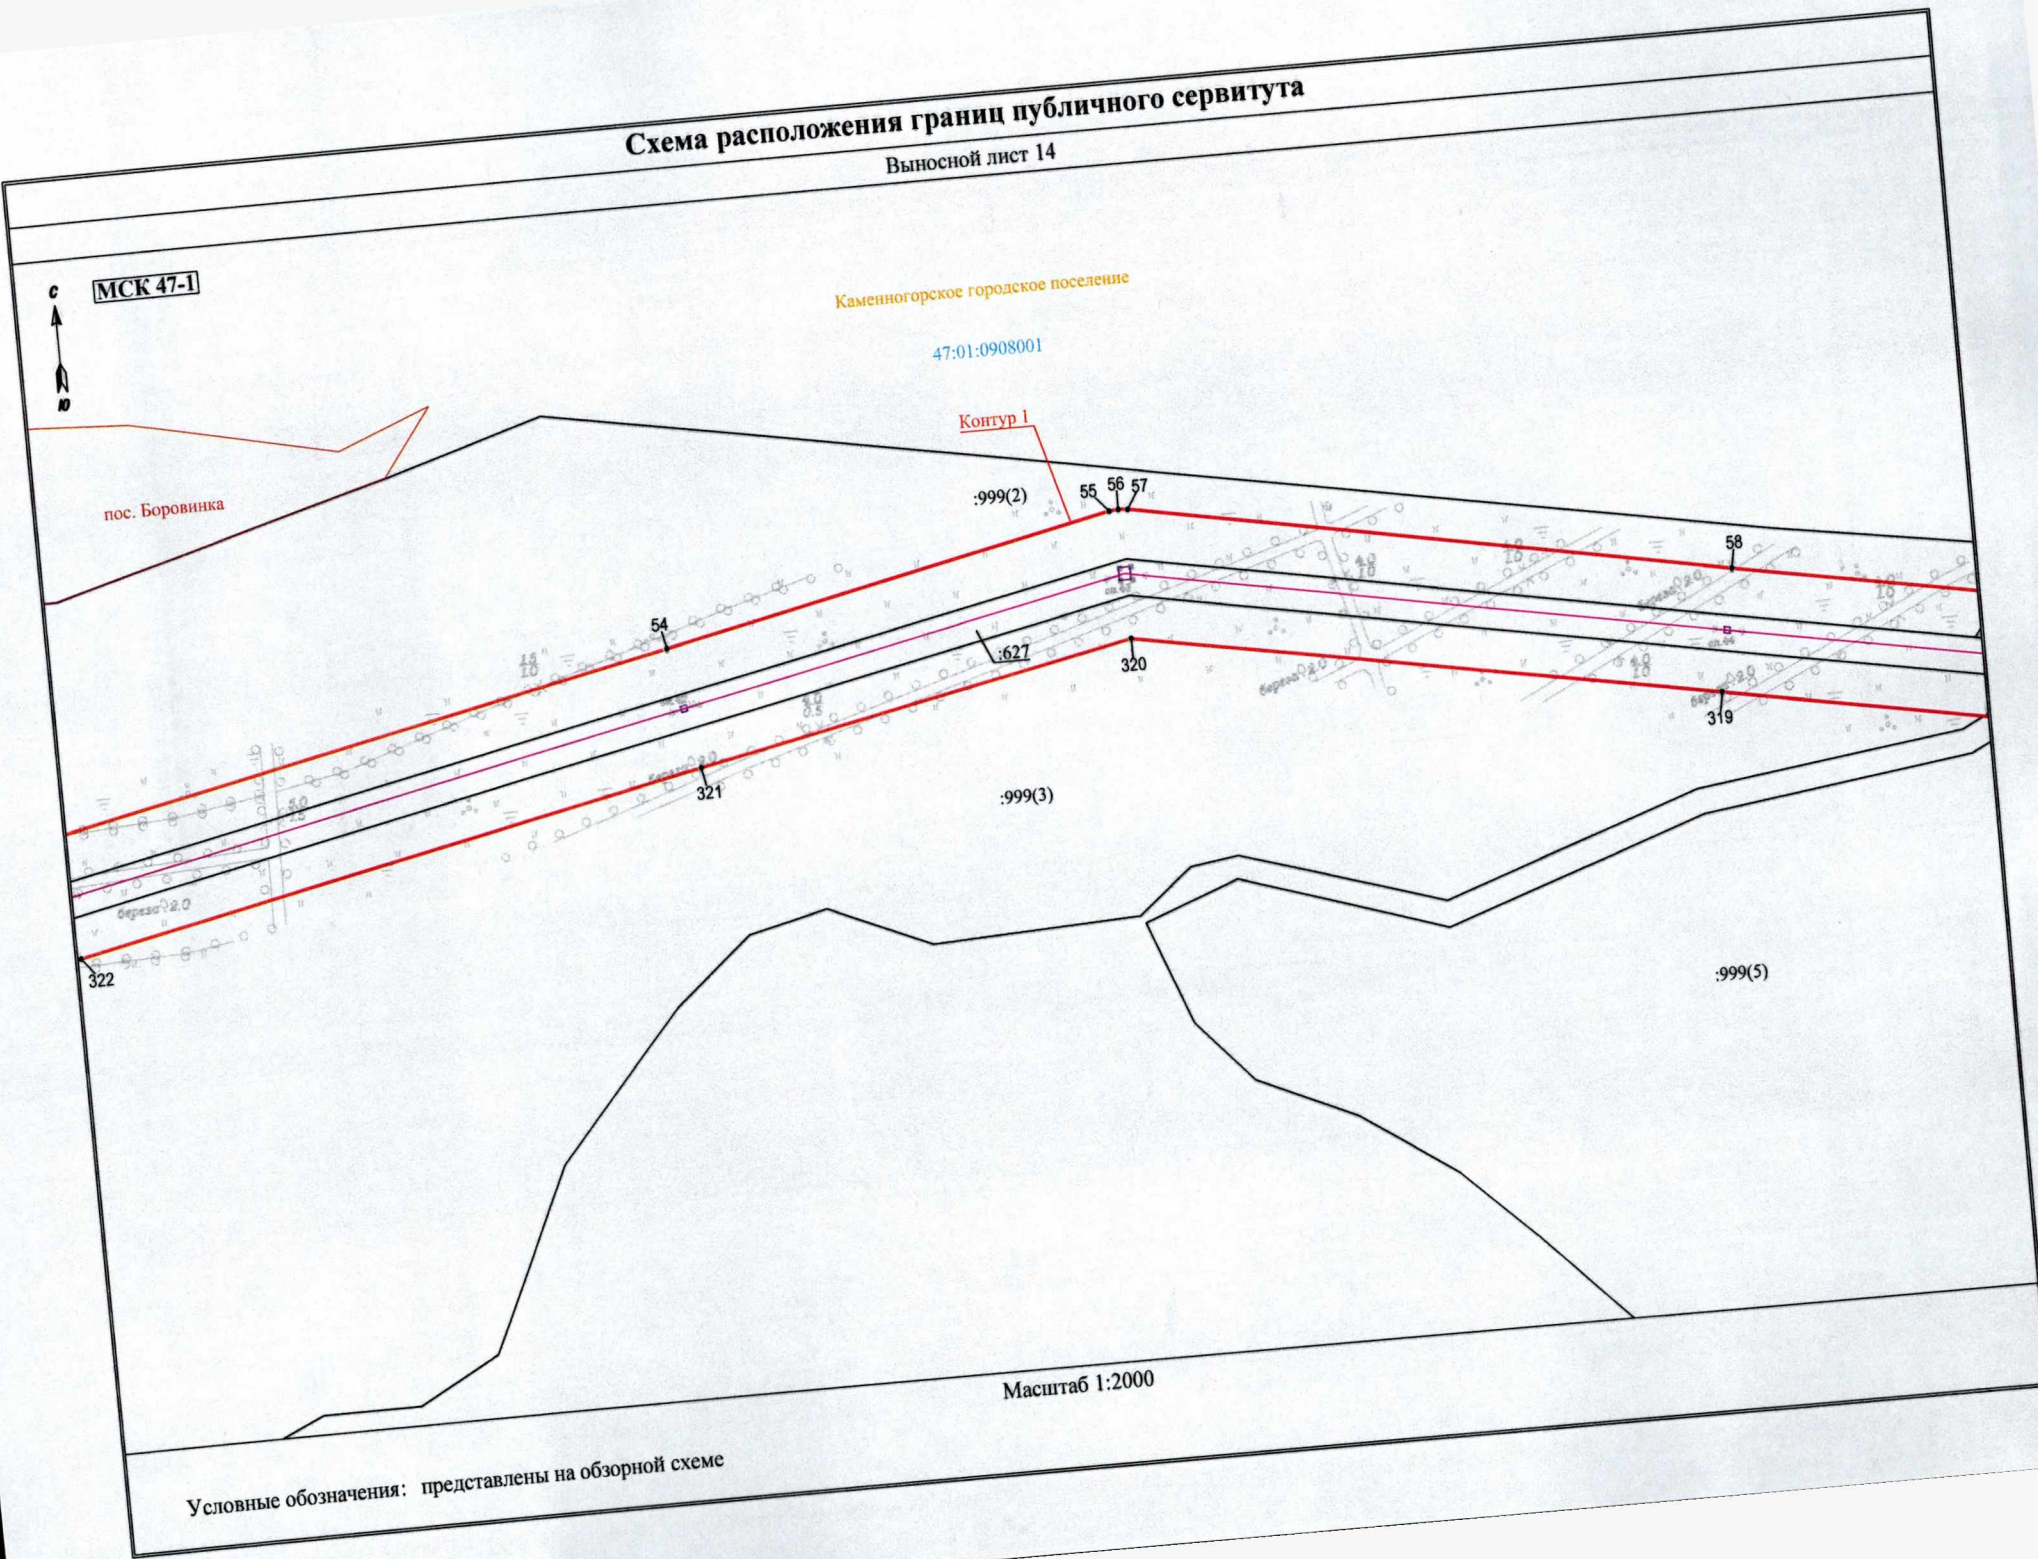 Схема расположения границ публичного сервитута
Выносной лист 14
С
МСК 47-1
Ю
Каменногорское городское поселение
47:01:0908001
Контур 1
пос. Боровинка
:999(2)
55
56
57
58
54
:627
320
319
321
322
:999(3)
:999(5)
береза 2.0
береза 2.0
береза 2.0
Масштаб 1:2000
Условные обозначения: представлены на обзорной схеме